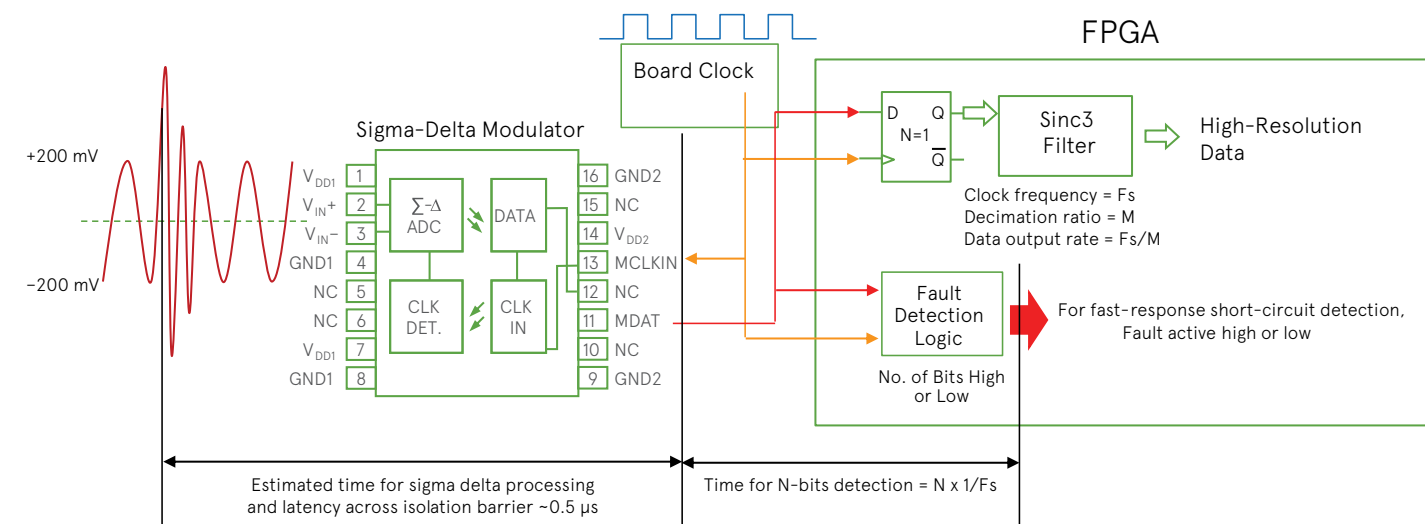 FPGA
Board Clock
Sigma-Delta Modulator
+200 mV
−200 mV
V_DD1 1
V_IN+ 2
V_IN− 3
GND1 4
NC 5
NC 6
V_DD1 7
GND1 8
Σ-Δ
ADC
DATA
CLK
DET.
CLK
IN
16 GND2
15 NC
14 V_DD2
13 MCLKIN
12 NC
11 MDAT
10 NC
9 GND2
D Q
N=1
Q̅
Sinc3
Filter
High-Resolution
Data
Clock frequency = Fs
Decimation ratio = M
Data output rate = Fs/M
Fault
Detection
Logic
No. of Bits High
or Low
For fast-response short-circuit detection,
Fault active high or low
Estimated time for sigma delta processing
and latency across isolation barrier ~0.5 µs
Time for N-bits detection = N x 1/Fs